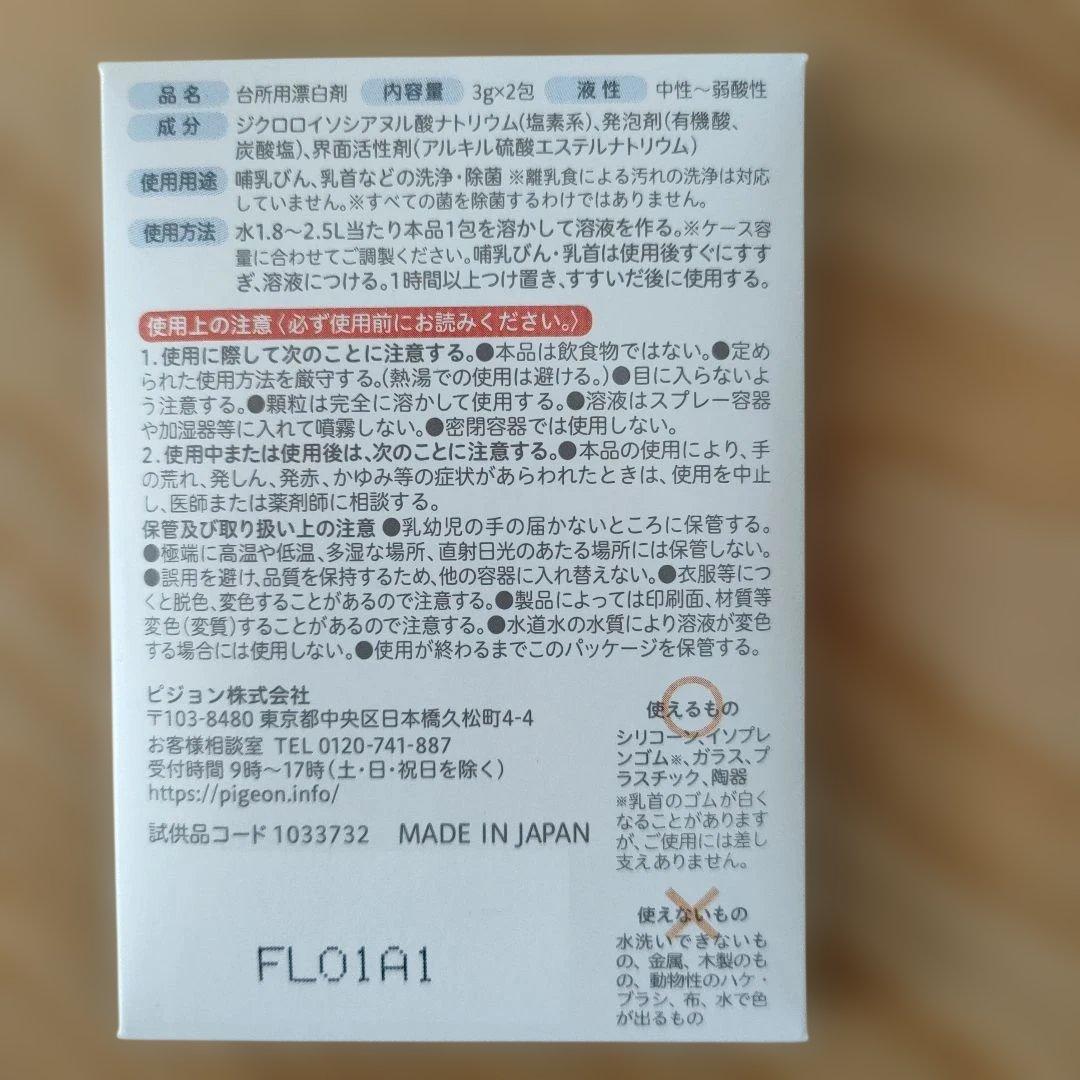 品名 台所用漂白剤 内容量 3g×2包 液性 中性〜弱酸性
成分 ジクロロイソシアヌル酸ナトリウム(塩素系)、発泡剤(有機酸、
炭酸塩)、界面活性剤(アルキル硫酸エステルナトリウム)
使用用途 哺乳びん、乳首などの洗浄・除菌 ※離乳食による汚れの洗浄は対応
していません。※すべての菌を除菌するわけではありません。
使用方法 水1.8〜2.5L当たり本品1包を溶かして溶液を作る。※ケース容
量に合わせてご調製ください。哺乳びん・乳首は使用後すぐにすす
ぎ、溶液につける。1時間以上つけ置き、すすいだ後に使用する。
使用上の注意〈必ず使用前にお読みください。〉
1.使用に際して次のことに注意する。●本品は飲食物ではない。●定め
られた使用方法を厳守する。(熱湯での使用は避ける。)●目に入らないよ
う注意する。●顆粒は完全に溶かして使用する。●溶液はスプレー容器
や加湿器等に入れて噴霧しない。●密閉容器では使用しない。
2.使用中または使用後は、次のことに注意する。●本品の使用により、手
の荒れ、発しん、発赤、かゆみ等の症状があらわれたときは、使用を中止
し、医師または薬剤師に相談する。
保管及び取り扱い上の注意 ●乳幼児の手の届かないところに保管する。
●極端に高温や低温、多湿な場所、直射日光のあたる場所には保管しない。
●誤用を避け、品質を保持するため、他の容器に入れ替えない。●衣服等につ
くと脱色、変色することがあるので注意する。●製品によっては印刷面、材質等
変色(変質)することがあるので注意する。●水道水の水質により溶液が変色
する場合には使用しない。●使用が終わるまでこのパッケージを保管する。
ピジョン株式会社
〒103-8480 東京都中央区日本橋久松町4-4
お客様相談室 TEL 0120-741-887
受付時間 9時〜17時(土・日・祝日を除く)
https://pigeon.info/
試供品コード 1033732 MADE IN JAPAN
FL01A1
使えるもの
シリコーン、イソプレ
ンゴム※、ガラス、プ
ラスチック、陶器
※乳首のゴムが白く
なることがあります
が、ご使用には差し
支えありません。
使えないもの
水洗いできないも
の、金属、木製のも
の、動物性のハケ・
ブラシ、布、水で色
が出るもの